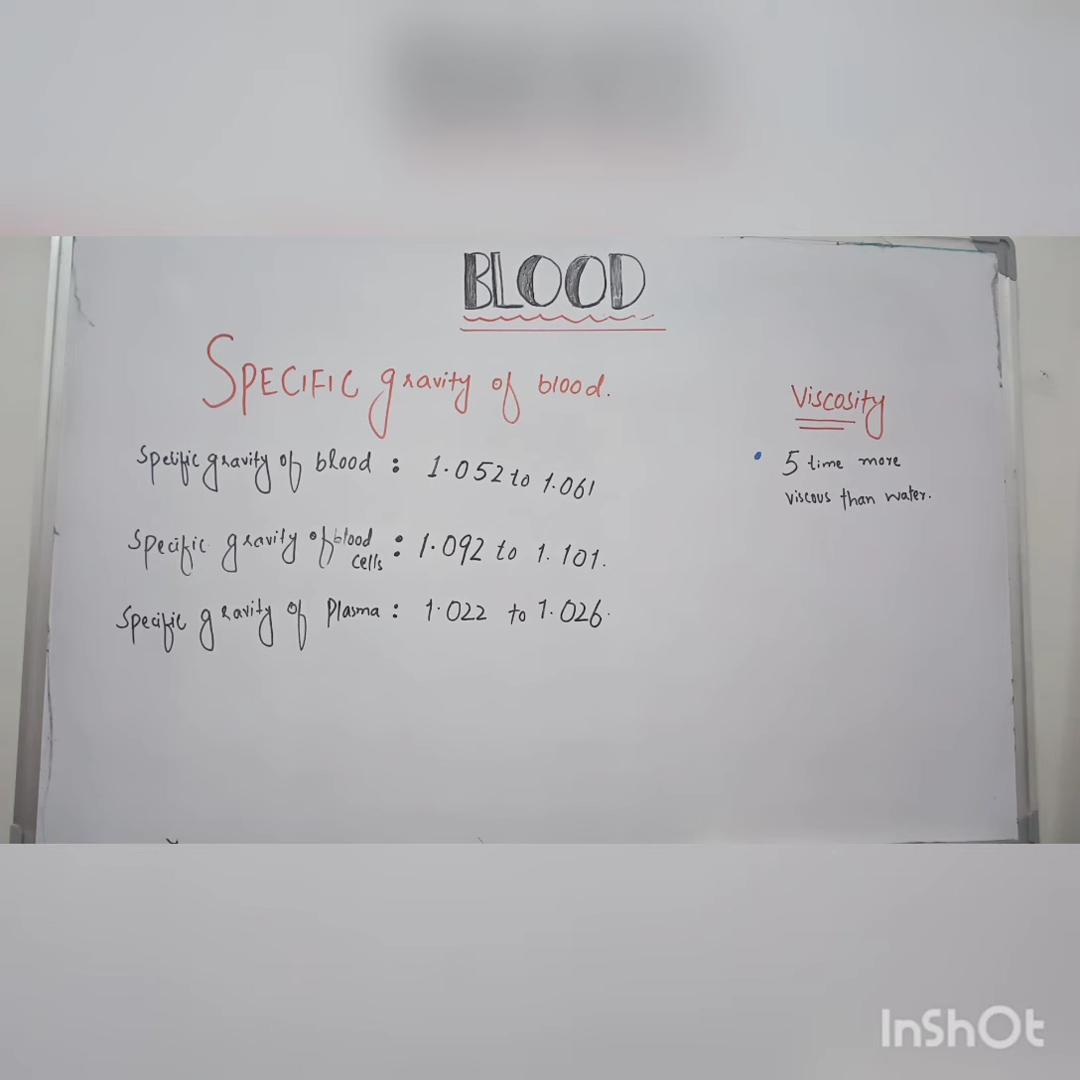 BLOOD
SPECIFIC gravity of blood.
Specific gravity of blood : 1.052 to 1.061
Specific gravity of blood cells : 1.092 to 1.101.
Specific gravity of Plasma : 1.022 to 1.026.
Viscosity
• 5 time more
viscous than water.
InShOt